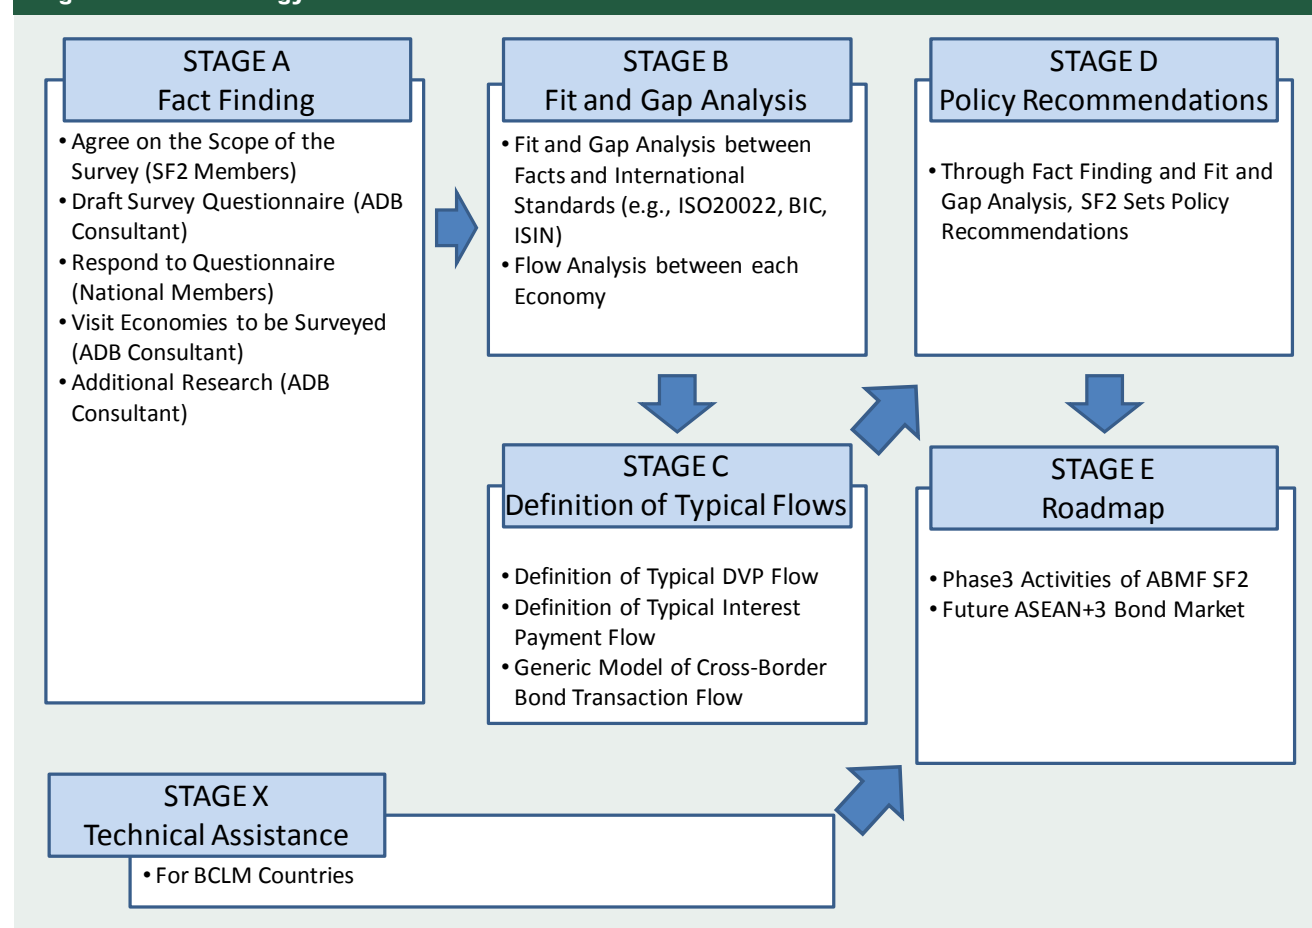 STAGE A
Fact Finding
• Agree on the Scope of the
Survey (SF2 Members)
• Draft Survey Questionnaire (ADB
Consultant)
• Respond to Questionnaire
(National Members)
• Visit Economies to be Surveyed
(ADB Consultant)
• Additional Research (ADB
Consultant)
STAGE B
Fit and Gap Analysis
• Fit and Gap Analysis between
Facts and International
Standards (e.g., ISO20022, BIC,
ISIN)
• Flow Analysis between each
Economy
STAGE C
Definition of Typical Flows
• Definition of Typical DVP Flow
• Definition of Typical Interest
Payment Flow
• Generic Model of Cross-Border
Bond Transaction Flow
STAGE D
Policy Recommendations
• Through Fact Finding and Fit and
Gap Analysis, SF2 Sets Policy
Recommendations
STAGE E
Roadmap
• Phase3 Activities of ABMF SF2
• Future ASEAN+3 Bond Market
STAGE X
Technical Assistance
• For BCLM Countries